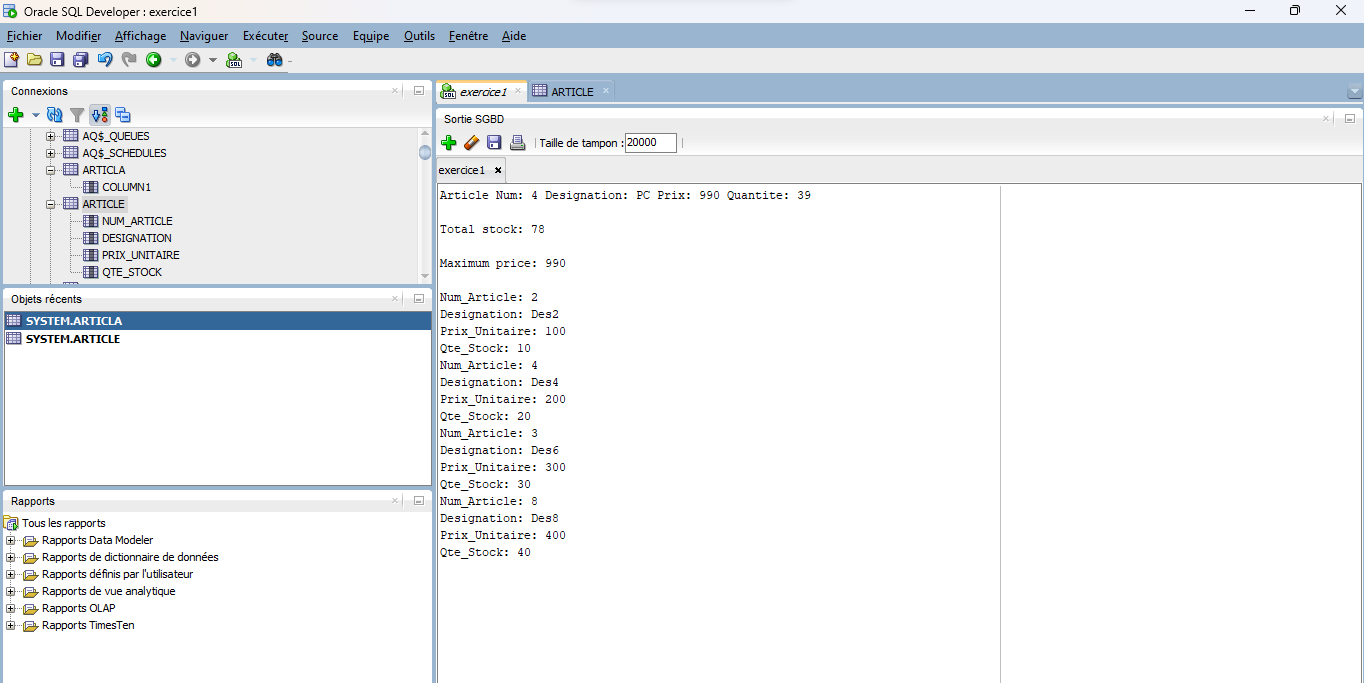 Oracle SQL Developer : exercice1
Fichier Modifier Affichage Naviguer Exécuter Source Equipe Outils Fenêtre Aide
Connexions
AQ$_QUEUES
AQ$_SCHEDULES
ARTICLA
COLUMN1
ARTICLE
NUM_ARTICLE
DESIGNATION
PRIX_UNITAIRE
QTE_STOCK
Objets récents
SYSTEM.ARTICLA
SYSTEM.ARTICLE
Rapports
Tous les rapports
Rapports Data Modeler
Rapports de dictionnaire de données
Rapports définis par l'utilisateur
Rapports de vue analytique
Rapports OLAP
Rapports TimesTen
exercice1 ARTICLE
Sortie SGBD
Taille de tampon : 20000
exercice1
Article Num: 4 Designation: PC Prix: 990 Quantite: 39
Total stock: 78
Maximum price: 990
Num_Article: 2
Designation: Des2
Prix_Unitaire: 100
Qte_Stock: 10
Num_Article: 4
Designation: Des4
Prix_Unitaire: 200
Qte_Stock: 20
Num_Article: 3
Designation: Des6
Prix_Unitaire: 300
Qte_Stock: 30
Num_Article: 8
Designation: Des8
Prix_Unitaire: 400
Qte_Stock: 40